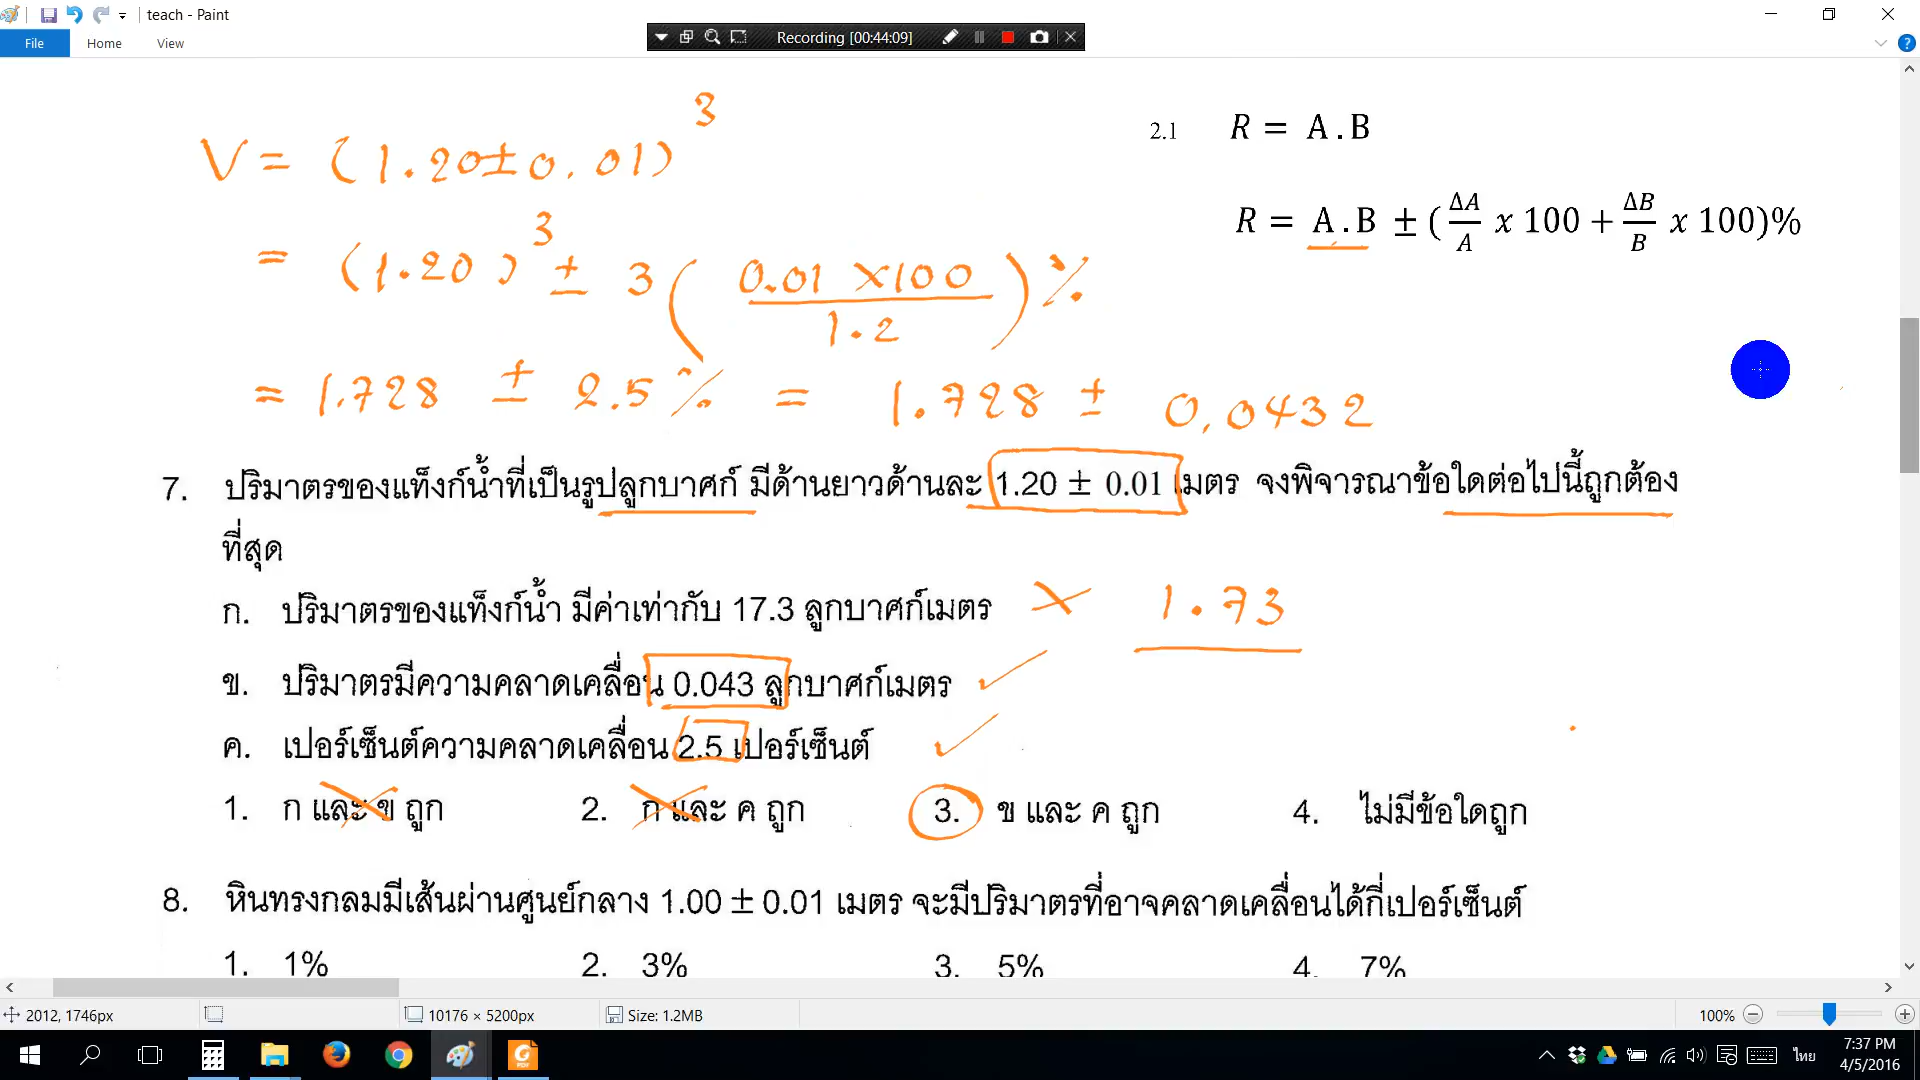 teach - Paint
Recording [00:44:09]
File Home View
V = (1.20 ± 0.01)³
= (1.20)³ ± 3 (0.01 × 100 / 1.2) %
= 1.728 ± 2.5 % = 1.728 ± 0.0432
2.1 R = A.B
R = A.B ± (ΔA/A x 100 + ΔB/B x 100)%
7. ปริมาตรของแท็งก์น้ำที่เป็นรูปลูกบาศก์ มีด้านยาวด้านละ 1.20 ± 0.01 เมตร จงพิจารณาข้อใดต่อไปนี้ถูกต้อง
ที่สุด
ก. ปริมาตรของแท็งก์น้ำ มีค่าเท่ากับ 17.3 ลูกบาศก์เมตร 1.73
ข. ปริมาตรมีความคลาดเคลื่อน 0.043 ลูกบาศก์เมตร
ค. เปอร์เซ็นต์ความคลาดเคลื่อน 2.5 เปอร์เซ็นต์
1. ก และ ข ถูก 2. ก และ ค ถูก 3. ข และ ค ถูก 4. ไม่มีข้อใดถูก
8. หินทรงกลมมีเส้นผ่านศูนย์กลาง 1.00 ± 0.01 เมตร จะมีปริมาตรที่อาจคลาดเคลื่อนได้กี่เปอร์เซ็นต์
1. 1% 2. 3% 3. 5% 4. 7%
2012, 1746px 10176 × 5200px Size: 1.2MB 100%
ไทย 7:37 PM
4/5/2016